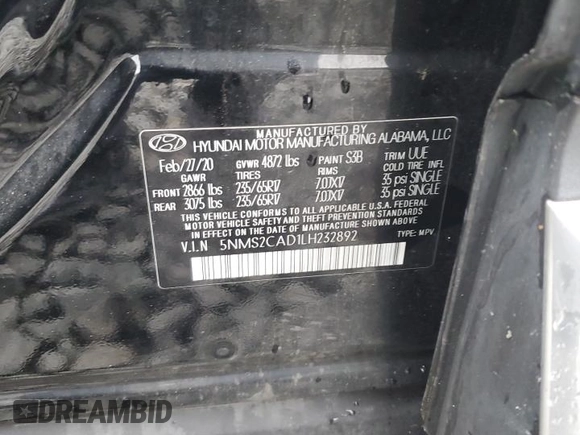 MANUFACTURED BY
HYUNDAI MOTOR MANUFACTURING ALABAMA, LLC
Feb/27/20 GVWR 4872 lbs PAINT S3B TRIM UUE
GAWR TIRES RIMS COLD TIRE INFL
FRONT 2866 lbs 235/65R17 7.0JX17 35 psi SINGLE
REAR 3075 lbs 235/65R17 7.0JX17 35 psi SINGLE
THIS VEHICLE CONFORMS TO ALL APPLICABLE U.S.A. FEDERAL
MOTOR VEHICLE SAFETY AND THEFT PREVENTION STANDARDS
IN EFFECT ON THE DATE OF MANUFACTURE SHOWN ABOVE
V.I.N 5NMS2CAD1LH232892 TYPE: MPV
DREAMBID